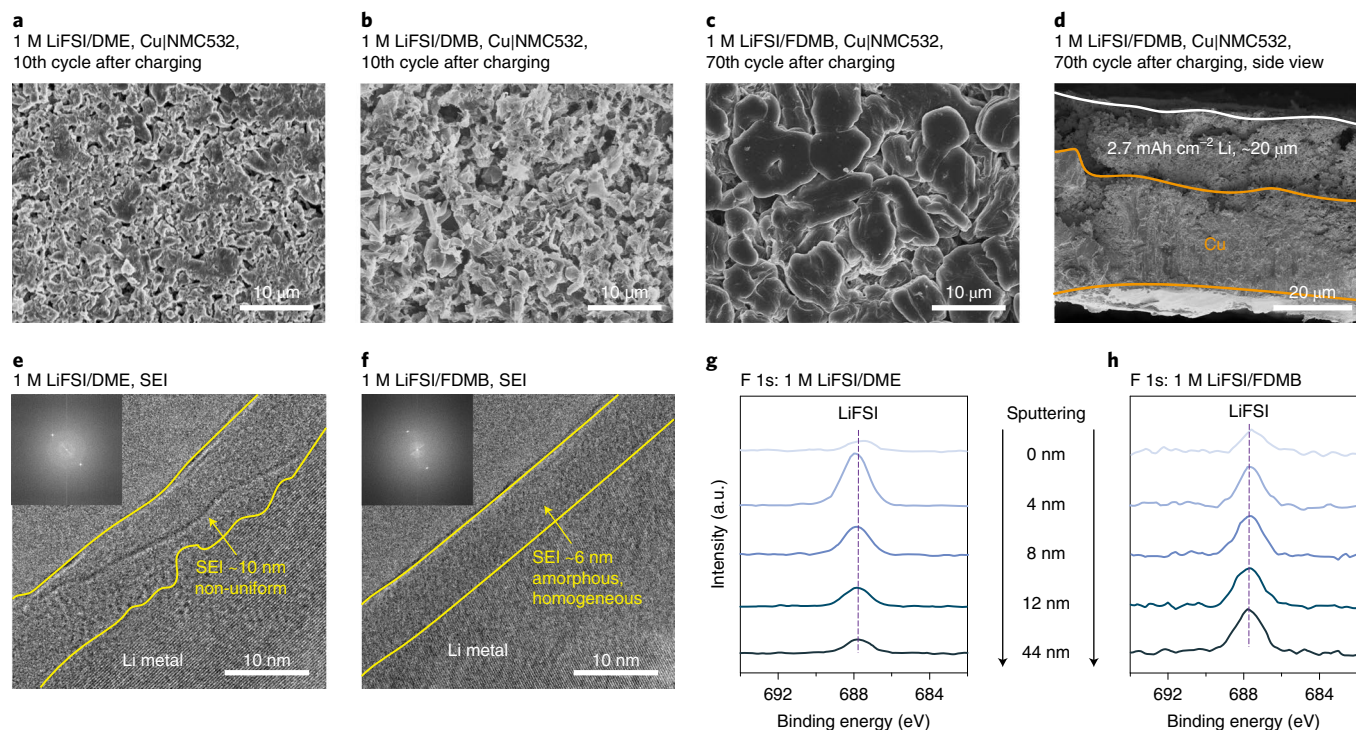 a
1 M LiFSI/DME, Cu|NMC532,
10th cycle after charging
10 μm
b
1 M LiFSI/DMB, Cu|NMC532,
10th cycle after charging
10 μm
c
1 M LiFSI/FDMB, Cu|NMC532,
70th cycle after charging
10 μm
d
1 M LiFSI/FDMB, Cu|NMC532,
70th cycle after charging, side view
2.7 mAh cm⁻² Li, ~20 μm
Cu
20 μm
e
1 M LiFSI/DME, SEI
SEI ~10 nm
non-uniform
Li metal
10 nm
f
1 M LiFSI/FDMB, SEI
SEI ~6 nm
amorphous,
homogeneous
Li metal
10 nm
g
F 1s: 1 M LiFSI/DME
LiFSI
Intensity (a.u.)
692 688 684
Binding energy (eV)
Sputtering
0 nm
4 nm
8 nm
12 nm
44 nm
h
F 1s: 1 M LiFSI/FDMB
LiFSI
692 688 684
Binding energy (eV)